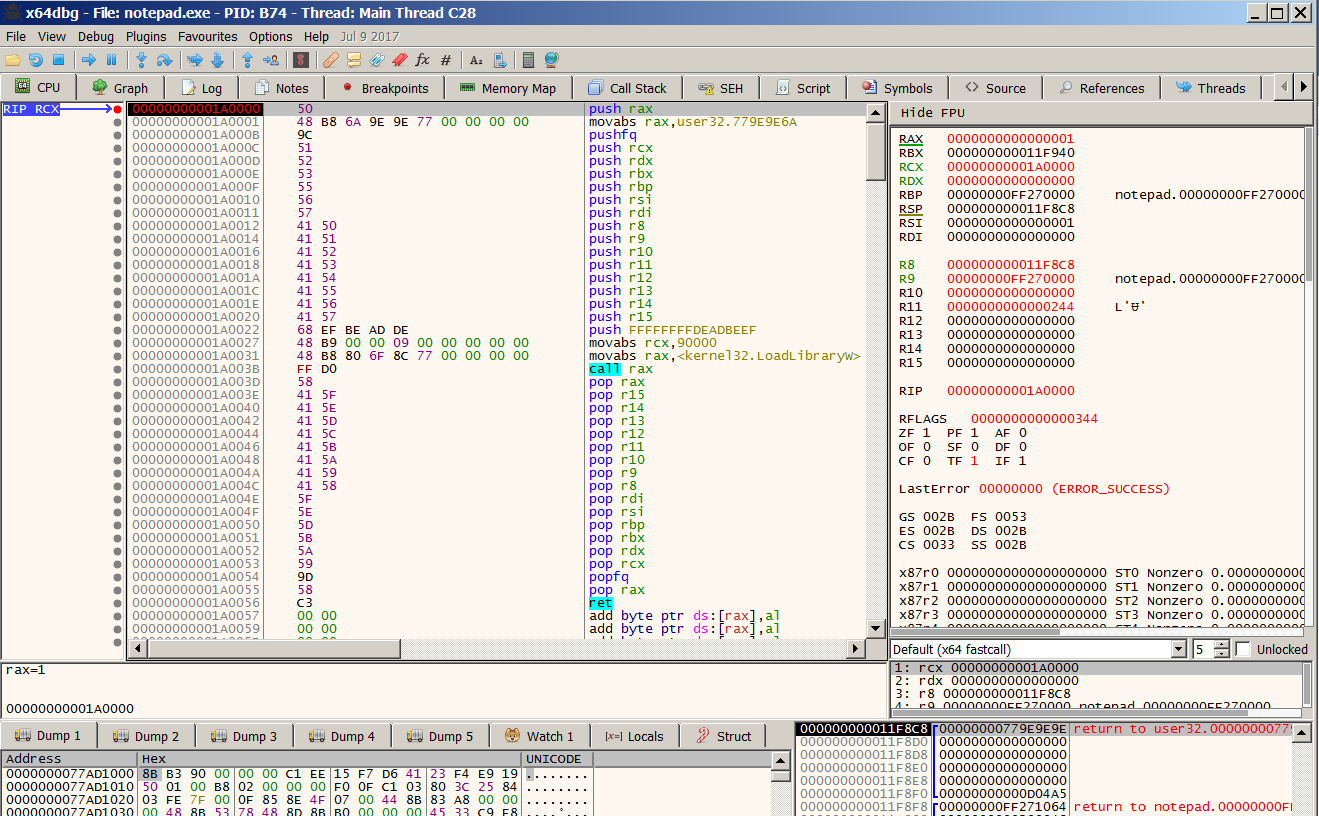 x64dbg - File: notepad.exe - PID: B74 - Thread: Main Thread C28
File View Debug Plugins Favourites Options Help Jul 9 2017
CPU Graph Log Notes Breakpoints Memory Map Call Stack SEH Script Symbols Source References Threads
RIP RCX
00000000001A0000 50 push rax
00000000001A0001 48 B8 6A 9E 9E 77 00 00 00 00 movabs rax,user32.779E9E6A
00000000001A000B 9C pushfq
00000000001A000C 51 push rcx
00000000001A000D 52 push rdx
00000000001A000E 53 push rbx
00000000001A000F 55 push rbp
00000000001A0010 56 push rsi
00000000001A0011 57 push rdi
00000000001A0012 41 50 push r8
00000000001A0014 41 51 push r9
00000000001A0016 41 52 push r10
00000000001A0018 41 53 push r11
00000000001A001A 41 54 push r12
00000000001A001C 41 55 push r13
00000000001A001E 41 56 push r14
00000000001A0020 41 57 push r15
00000000001A0022 68 EF BE AD DE push FFFFFFFFDEADBEEF
00000000001A0027 48 B9 00 00 09 00 00 00 00 00 movabs rcx,90000
00000000001A0031 48 B8 80 6F 8C 77 00 00 00 00 movabs rax,<kernel32.LoadLibraryW>
00000000001A003B FF D0 call rax
00000000001A003D 58 pop rax
00000000001A003E 41 5F pop r15
00000000001A0040 41 5E pop r14
00000000001A0042 41 5D pop r13
00000000001A0044 41 5C pop r12
00000000001A0046 41 5B pop r11
00000000001A0048 41 5A pop r10
00000000001A004A 41 59 pop r9
00000000001A004C 41 58 pop r8
00000000001A004E 5F pop rdi
00000000001A004F 5E pop rsi
00000000001A0050 5D pop rbp
00000000001A0051 5B pop rbx
00000000001A0052 5A pop rdx
00000000001A0053 59 pop rcx
00000000001A0054 9D popfq
00000000001A0055 58 pop rax
00000000001A0056 C3 ret
00000000001A0057 00 00 add byte ptr ds:[rax],al
00000000001A0059 00 00 add byte ptr ds:[rax],al
Hide FPU
RAX 0000000000000001
RBX 000000000011F940
RCX 00000000001A0000
RDX 0000000000000000
RBP 00000000FF270000 notepad.00000000FF270000
RSP 000000000011F8C8
RSI 0000000000000001
RDI 0000000000000000
R8 000000000011F8C8
R9 00000000FF270000 notepad.00000000FF270000
R10 0000000000000000
R11 0000000000000244
R12 0000000000000000
R13 0000000000000000
R14 0000000000000000
R15 0000000000000000
RIP 00000000001A0000
RFLAGS 0000000000000344
ZF 1 PF 1 AF 0
OF 0 SF 0 DF 0
CF 0 TF 1 IF 1
LastError 00000000 (ERROR_SUCCESS)
GS 002B FS 0053
ES 002B DS 002B
CS 0033 SS 002B
x87r0 00000000000000000000 ST0 Nonzero 0.000000000
x87r1 00000000000000000000 ST1 Nonzero 0.000000000
x87r2 00000000000000000000 ST2 Nonzero 0.000000000
x87r3 00000000000000000000 ST3 Nonzero 0.000000000
Default (x64 fastcall) 5 Unlocked
1: rcx 00000000001A0000
2: rdx 0000000000000000
3: r8 000000000011F8C8
4: r9 00000000FF270000 notepad.00000000FF270000
rax=1
00000000001A0000
Dump 1 Dump 2 Dump 3 Dump 4 Dump 5 Watch 1 [x=] Locals Struct
Address Hex UNICODE
0000000077AD1000 8B B3 90 00 00 00 C1 EE 15 F7 D6 41 23 F4 E9 19 ........
0000000077AD1010 50 01 00 B8 02 00 00 00 F0 0F C1 03 80 3C 25 84 ........
0000000077AD1020 03 FE 7F 00 0F 85 8E 4F 07 00 44 8B 83 A8 00 00 ........
0000000077AD1030 00 48 8B 53 78 48 8D 8B B0 00 00 00 45 33 C9 E8
000000000011F8C8 00000000779E9E9E return to user32.00000000779
000000000011F8D0 0000000000000000
000000000011F8D8 0000000000000000
000000000011F8E0 0000000000000000
000000000011F8E8 0000000000000000
000000000011F8F0 00000000000D04A5
000000000011F8F8 00000000FF271064 return to notepad.00000000FF